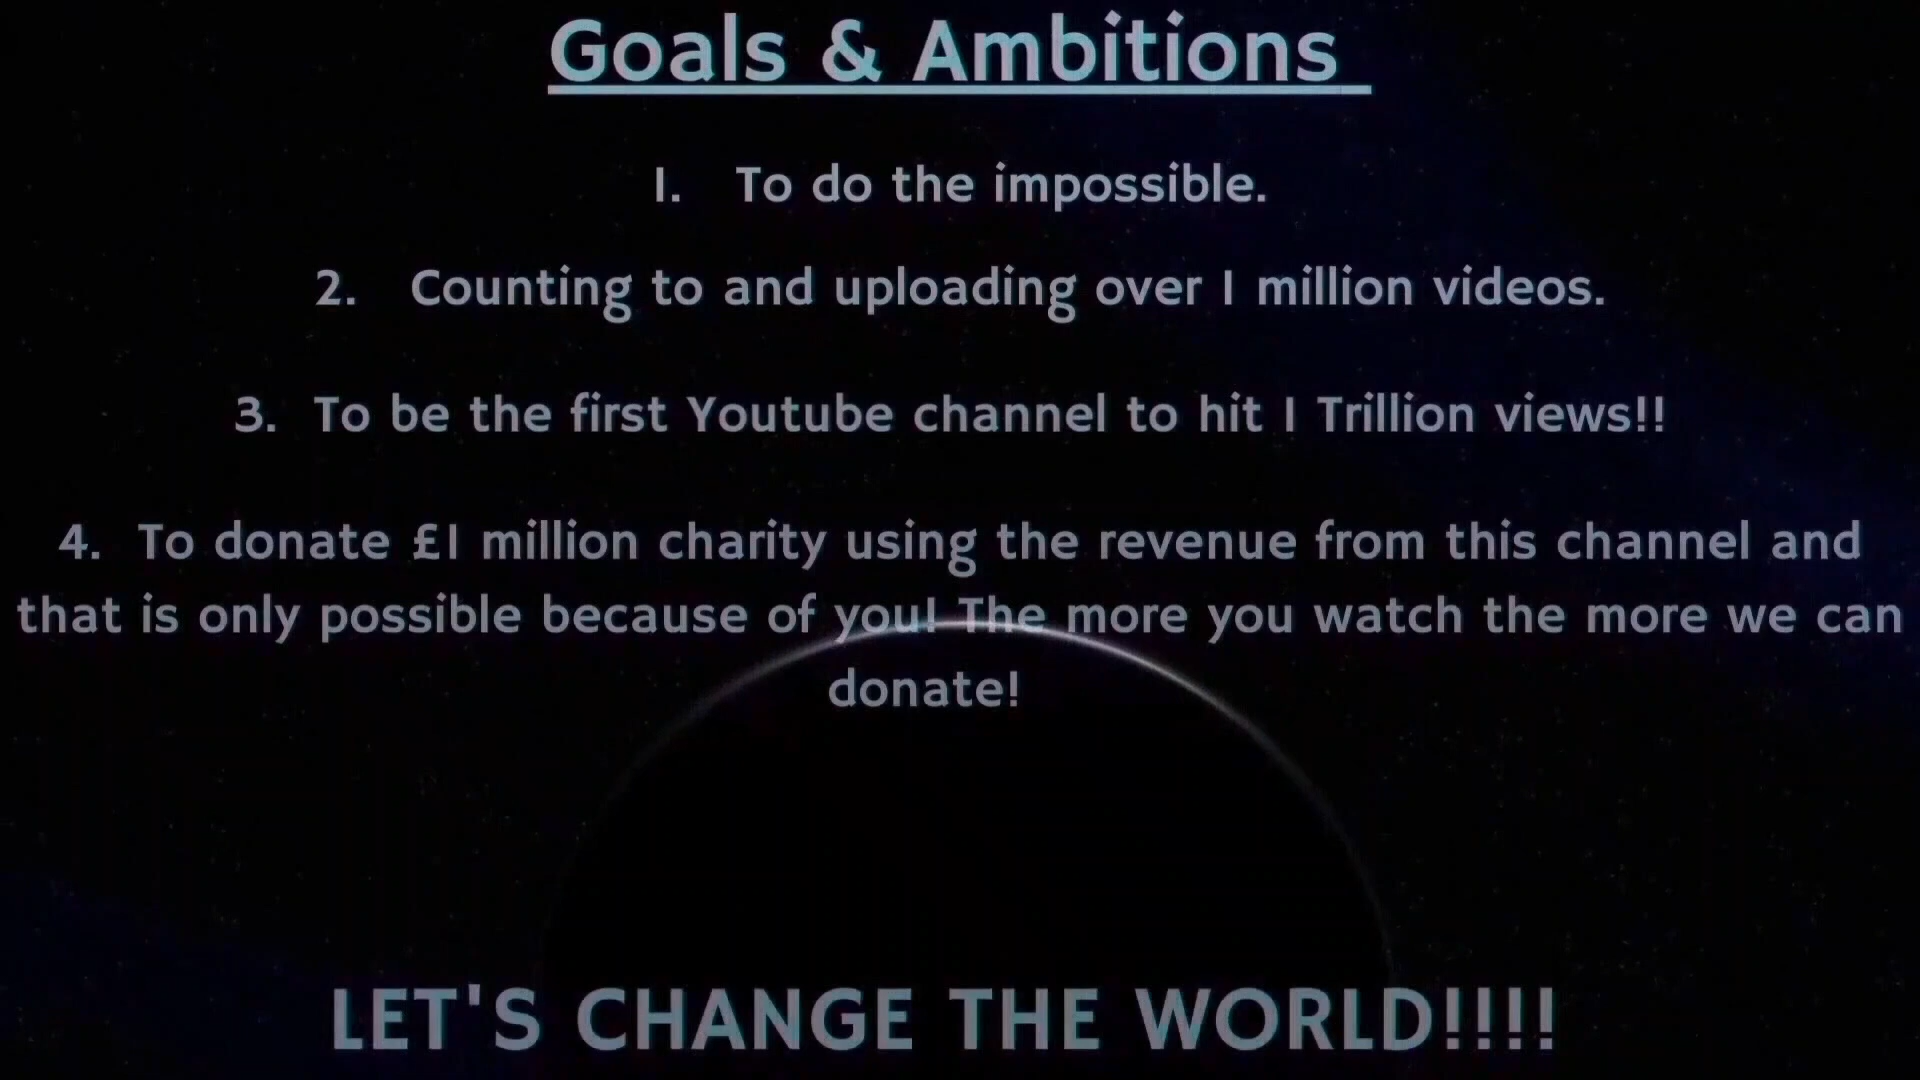 Goals & Ambitions
1. To do the impossible.
2. Counting to and uploading over 1 million videos.
3. To be the first Youtube channel to hit 1 Trillion views!!
4. To donate £1 million charity using the revenue from this channel and
that is only possible because of you! The more you watch the more we can
donate!
LET'S CHANGE THE WORLD!!!!